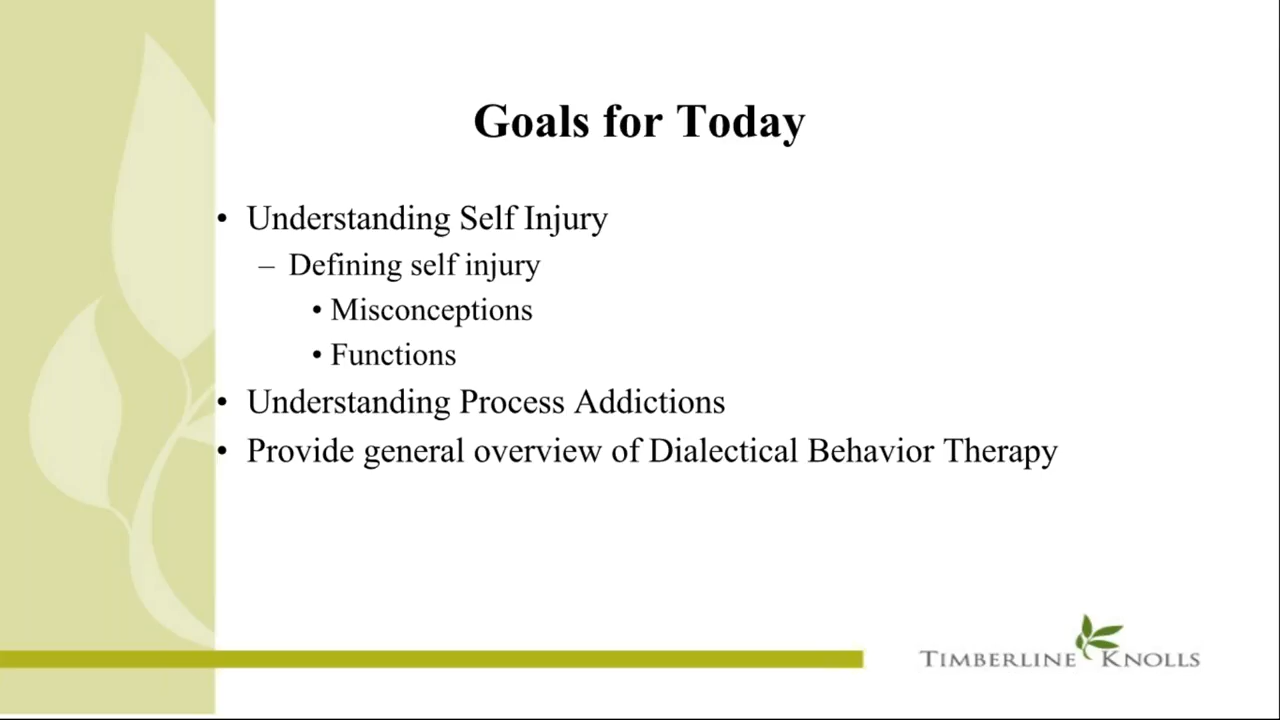 Goals for Today
• Understanding Self Injury
– Defining self injury
• Misconceptions
• Functions
• Understanding Process Addictions
• Provide general overview of Dialectical Behavior Therapy
TIMBERLINE KNOLLS